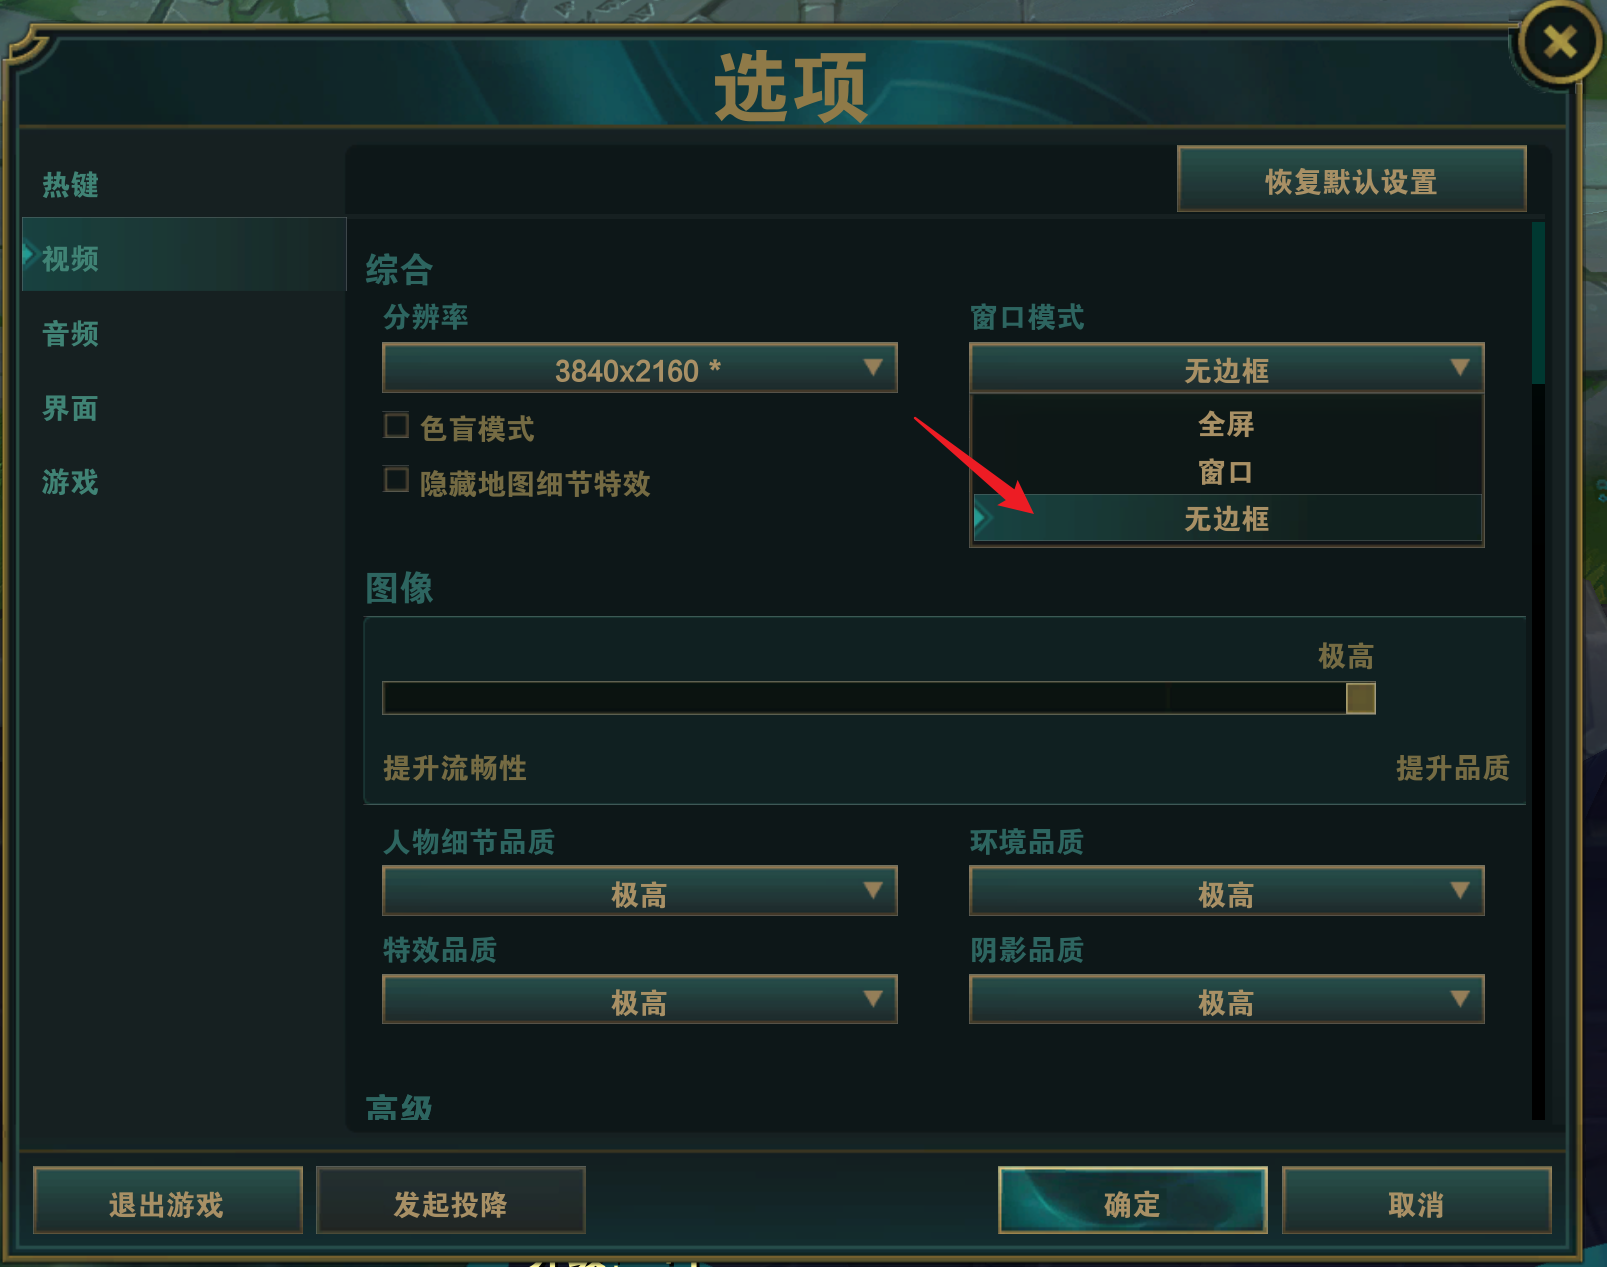 选项
恢复默认设置
热键
视频
音频
界面
游戏
综合
分辨率
3840x2160 *
窗口模式
无边框
全屏
窗口
无边框
色盲模式
隐藏地图细节特效
图像
极高
提升流畅性
提升品质
人物细节品质
极高
环境品质
极高
特效品质
极高
阴影品质
极高
高级
退出游戏
发起投降
确定
取消